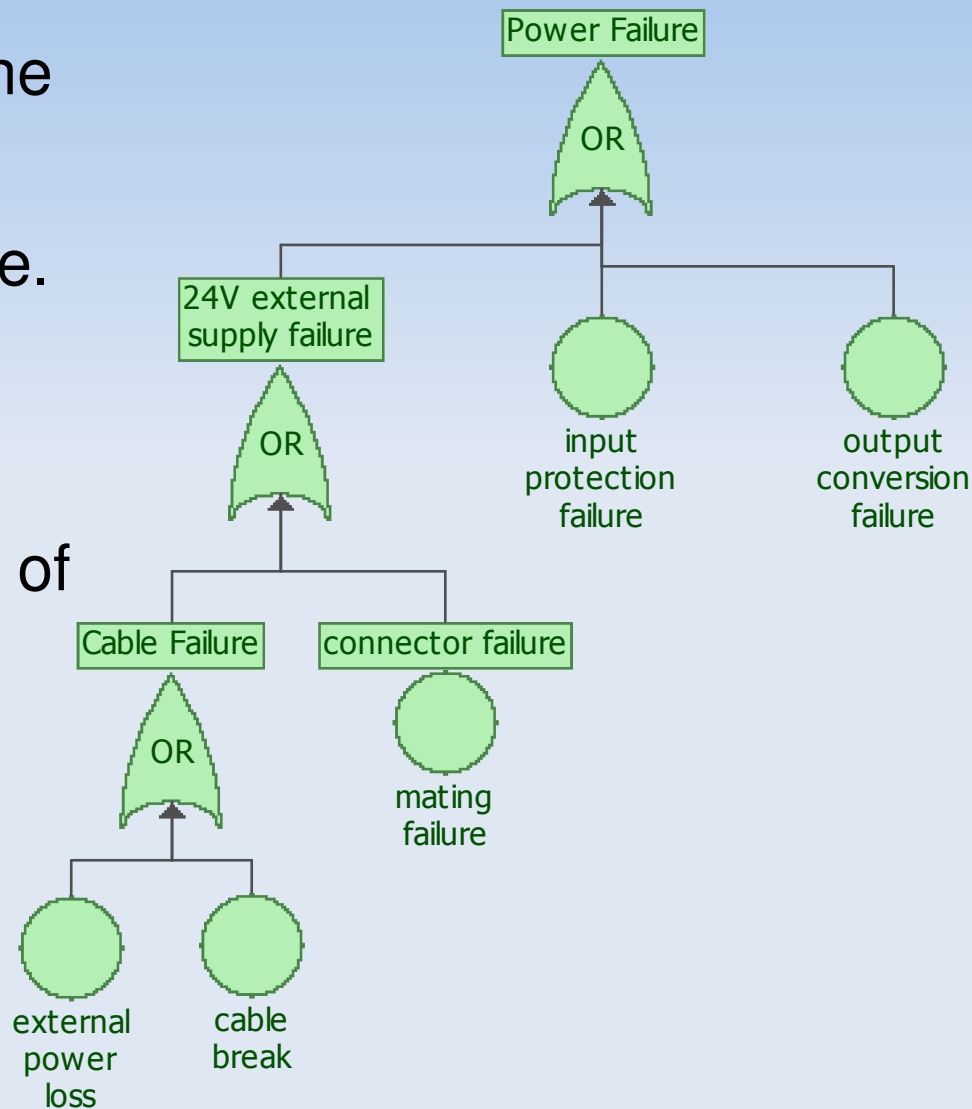 ne
e.
of
Power Failure
OR
24V external
supply failure
input
protection
failure
output
conversion
failure
OR
Cable Failure
connector failure
OR
mating
failure
external
power
loss
cable
break